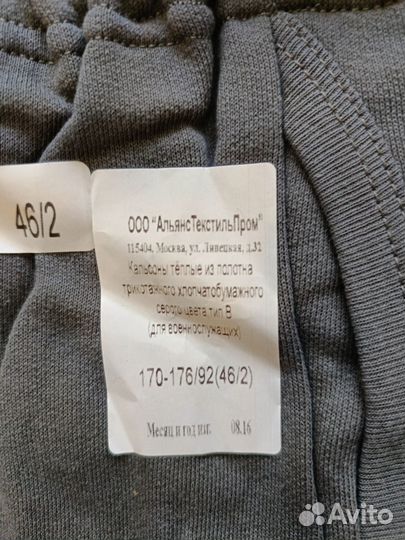 46/2
ООО "АльянсТекстильПром"
115404, Москва, ул. Липецкая, д.32
Кальсоны тёплые из полотна
трикотажного хлопчатобумажного
серого цвета тип В
(для военнослужащих)
170-176/92(46/2)
Месяц и год изг. 08.16
Avito